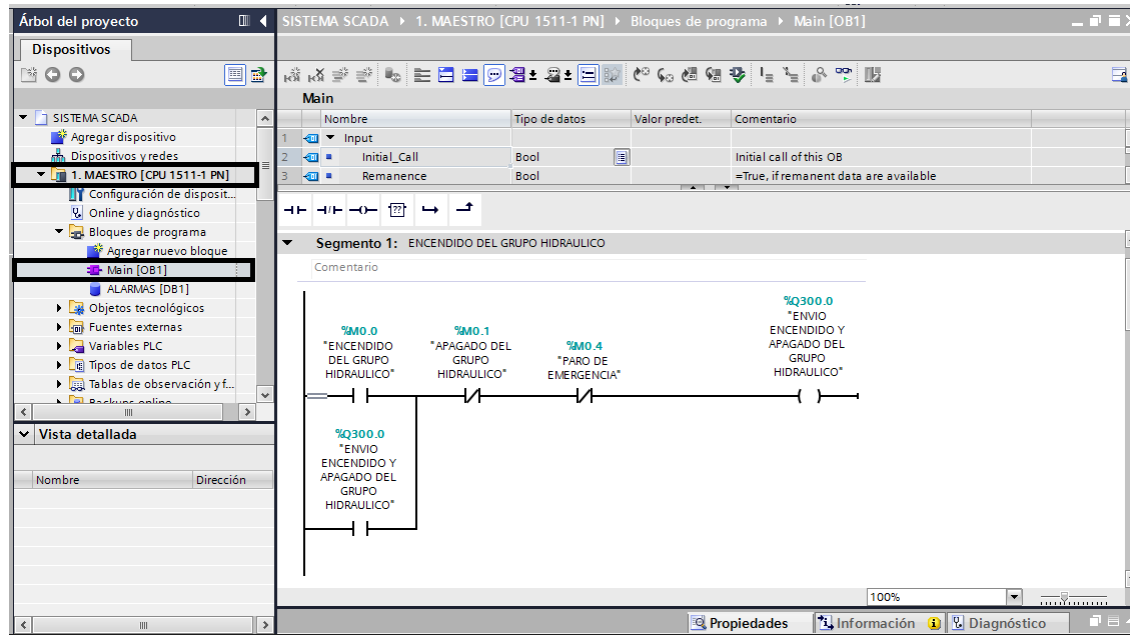 Árbol del proyecto
SISTEMA SCADA ▸ 1. MAESTRO [CPU 1511-1 PN] ▸ Bloques de programa ▸ Main [OB1]
Dispositivos
SISTEMA SCADA
Agregar dispositivo
Dispositivos y redes
1. MAESTRO [CPU 1511-1 PN]
Configuración de disposit...
Online y diagnóstico
Bloques de programa
Agregar nuevo bloque
Main [OB1]
ALARMAS [DB1]
Objetos tecnológicos
Fuentes externas
Variables PLC
Tipos de datos PLC
Tablas de observación y f...
Backups online
Vista detallada
Nombre Dirección
Main
Nombre Tipo de datos Valor predet. Comentario
1 Input
2 Initial_Call Bool Initial call of this OB
3 Remanence Bool =True, if remanent data are available
??
Segmento 1: ENCENDIDO DEL GRUPO HIDRAULICO
Comentario
%M0.0
"ENCENDIDO
DEL GRUPO
HIDRAULICO"
%M0.1
"APAGADO DEL
GRUPO
HIDRAULICO"
%M0.4
"PARO DE
EMERGENCIA"
%Q300.0
"ENVIO
ENCENDIDO Y
APAGADO DEL
GRUPO
HIDRAULICO"
%Q300.0
"ENVIO
ENCENDIDO Y
APAGADO DEL
GRUPO
HIDRAULICO"
100%
Propiedades Información Diagnóstico